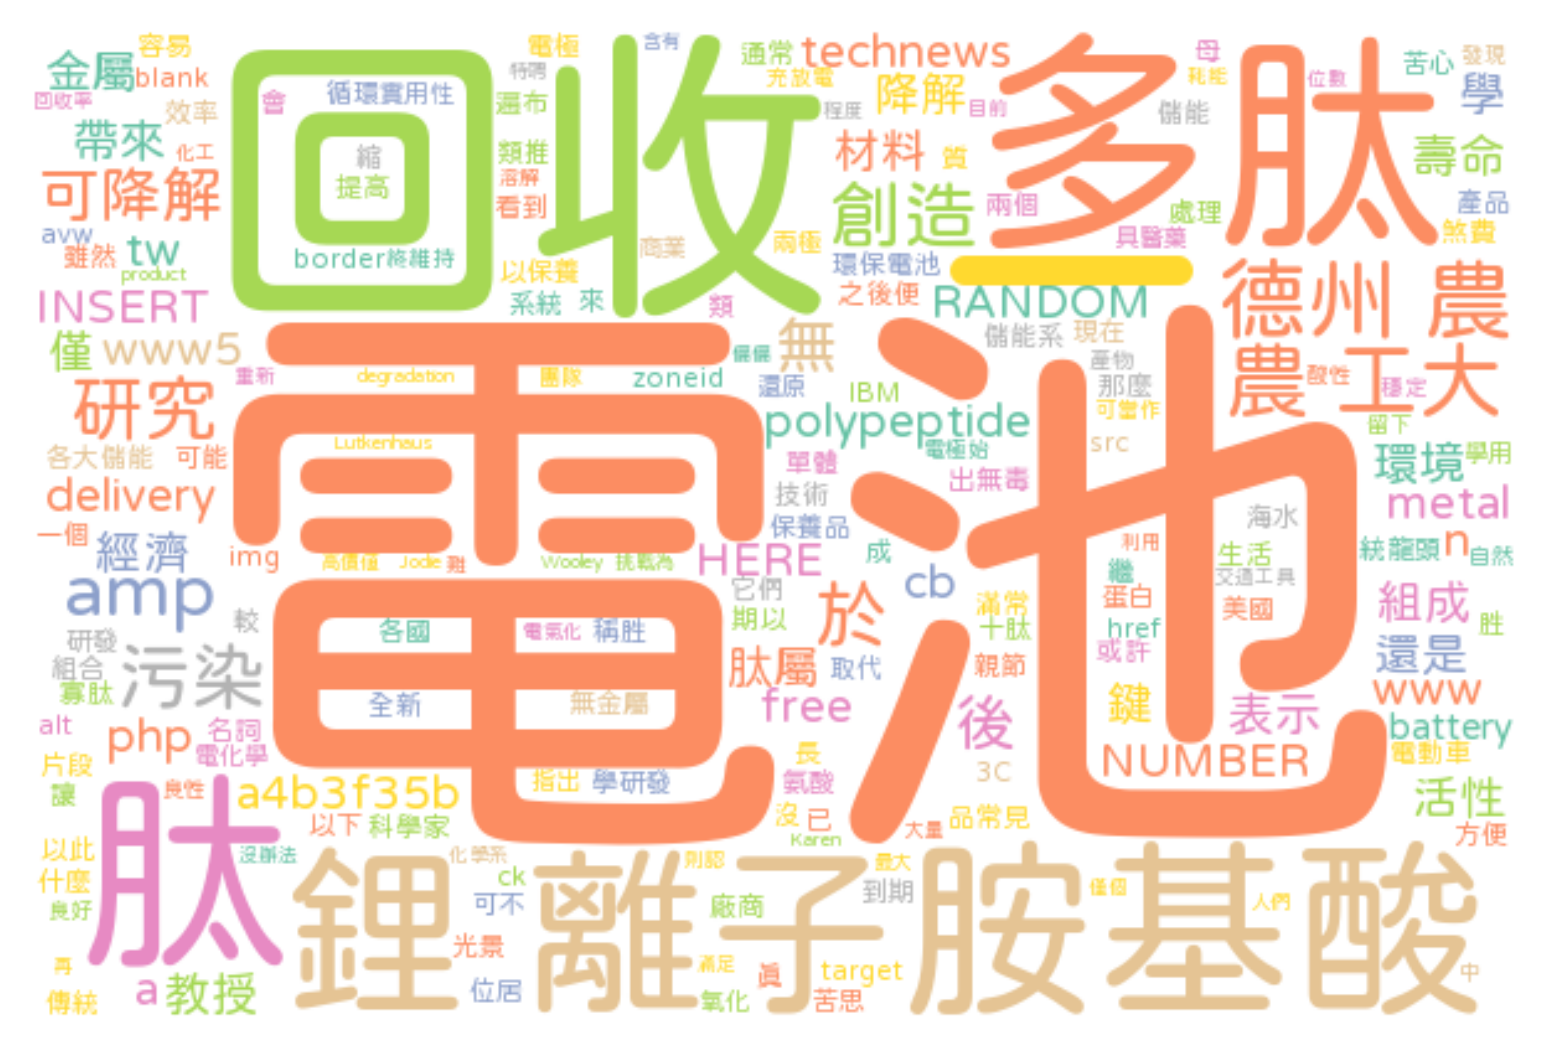 容易
電極
含有
回收
通常
technews
多肽
母
苦心
發現
金屬
blank
特聘
充放電
降解
耗能
位數
學
回收率
會
循環實用性
遍布
程度
目前
儲能
效率
帶來
化工
縮
類推
材料
質
壽命
可降解
提高
溶解
看到
創造
兩個
處理
產品
avw
tw
商業
兩極
具醫藥
煞費
雖然
product
border
終維持
以保養
環保電池
一
德州
農
INSERT
系統
來
類
之後便
RANDOM
僅
www5
無
儲能系
現在
農工大
重新
degradation
團隊
儷儷
zoneid
還原
IBM
產物
那麼
酸性
穩定
研究
電池
polypeptide
可當作
留下
Lutkenhaus
電極始
src
各大儲能
可能
單體
出無毒
環境
學用
delivery
技術
metal
一個
保養品
海水
經濟
img
高價值
Jodie
難
Wooley
挑戰為
HERE
成
利用
生活
統龍頭
n
自然
amp
它們
cb
繼
交通工具
較
各國
電氣化
稱胜
期以
於
滿常
蛋白
美國
組成
胜
研發
十肽
href
組合
污染
肽屬
取代
親節
或許
還是
寡肽
全新
無金屬
free
後
鍵
表示
www
alt
php
名詞
電化學
battery
片段
長
3C
NUMBER
電動車
讓
肽
良性
a4b3f35b
指出
學研發
氨酸
活性
以下
科學家
沒
已
大量
品常見
方便
Karen
以此
沒辦法
鋰
化學系
離子
則認
最大
胺基酸
什麼
ck
到期
僅個
良好
可不
廠商
人們
光景
再
滿足
真
target
中
傳統
a
教授
位居
氧化
苦思